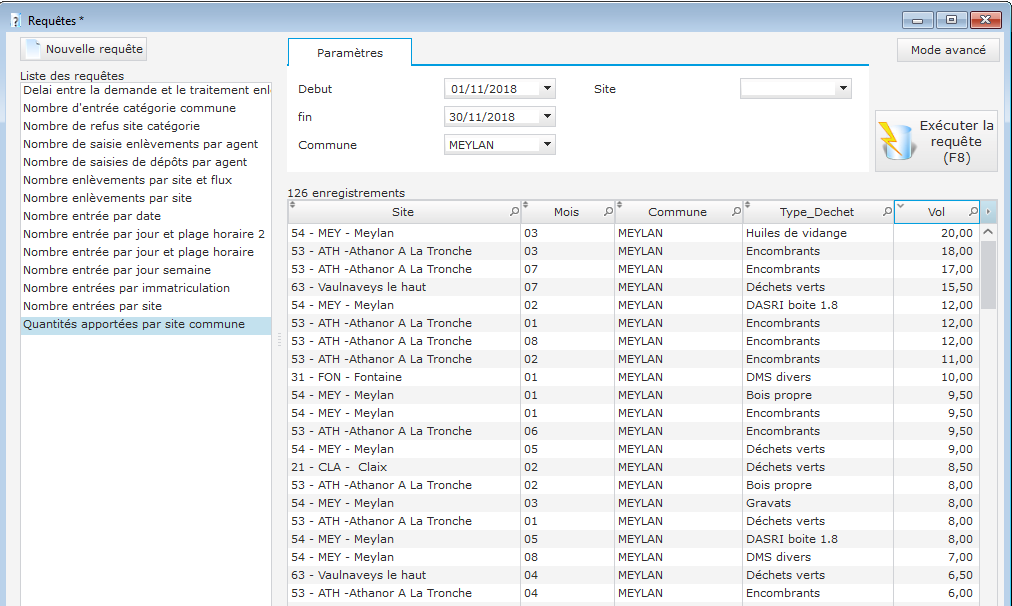 Requêtes *
Nouvelle requête
Liste des requêtes
Delai entre la demande et le traitement enl
Nombre d'entrée catégorie commune
Nombre de refus site catégorie
Nombre de saisie enlèvements par agent
Nombre de saisies de dépôts par agent
Nombre enlèvements par site et flux
Nombre enlèvements par site
Nombre entrée par date
Nombre entrée par jour et plage horaire 2
Nombre entrée par jour et plage horaire
Nombre entrée par jour semaine
Nombre entrées par immatriculation
Nombre entrées par site
Quantités apportées par site commune
Paramètres
Mode avancé
Debut 01/11/2018 Site
fin 30/11/2018
Commune MEYLAN
Exécuter la
requête
(F8)
126 enregistrements
Site Mois Commune Type_Dechet Vol
54 - MEY - Meylan 03 MEYLAN Huiles de vidange 20,00
53 - ATH -Athanor A La Tronche 03 MEYLAN Encombrants 18,00
53 - ATH -Athanor A La Tronche 07 MEYLAN Encombrants 17,00
63 - Vaulnaveys le haut 07 MEYLAN Déchets verts 15,50
54 - MEY - Meylan 02 MEYLAN DASRI boite 1.8 12,00
53 - ATH -Athanor A La Tronche 01 MEYLAN Encombrants 12,00
53 - ATH -Athanor A La Tronche 08 MEYLAN Encombrants 12,00
53 - ATH -Athanor A La Tronche 02 MEYLAN Encombrants 11,00
31 - FON - Fontaine 01 MEYLAN DMS divers 10,00
54 - MEY - Meylan 01 MEYLAN Bois propre 9,50
54 - MEY - Meylan 01 MEYLAN Encombrants 9,50
53 - ATH -Athanor A La Tronche 06 MEYLAN Encombrants 9,50
54 - MEY - Meylan 05 MEYLAN Déchets verts 9,00
21 - CLA - Claix 02 MEYLAN Déchets verts 8,50
53 - ATH -Athanor A La Tronche 02 MEYLAN Bois propre 8,00
54 - MEY - Meylan 03 MEYLAN Gravats 8,00
53 - ATH -Athanor A La Tronche 01 MEYLAN Déchets verts 8,00
54 - MEY - Meylan 05 MEYLAN DASRI boite 1.8 8,00
54 - MEY - Meylan 08 MEYLAN DMS divers 7,00
63 - Vaulnaveys le haut 04 MEYLAN Déchets verts 6,50
53 - ATH -Athanor A La Tronche 04 MEYLAN Encombrants 6,00